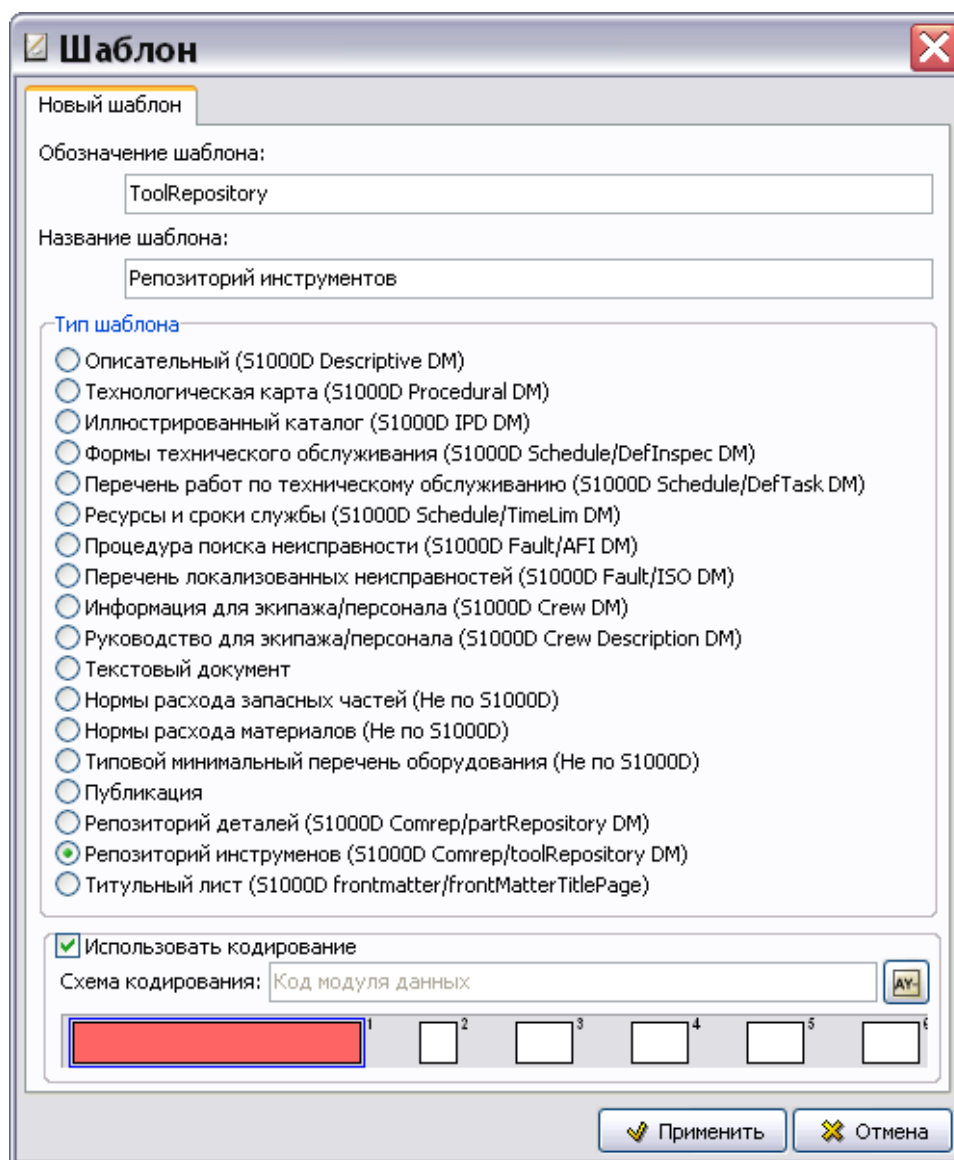 Шаблон
Новый шаблон
Обозначение шаблона:
ToolRepository
Название шаблона:
Репозиторий инструментов
Тип шаблона
Описательный (S1000D Descriptive DM)
Технологическая карта (S1000D Procedural DM)
Иллюстрированный каталог (S1000D IPD DM)
Формы технического обслуживания (S1000D Schedule/DefInspec DM)
Перечень работ по техническому обслуживанию (S1000D Schedule/DefTask DM)
Ресурсы и сроки службы (S1000D Schedule/TimeLim DM)
Процедура поиска неисправности (S1000D Fault/AFI DM)
Перечень локализованных неисправностей (S1000D Fault/ISO DM)
Информация для экипажа/персонала (S1000D Crew DM)
Руководство для экипажа/персонала (S1000D Crew Description DM)
Текстовый документ
Нормы расхода запасных частей (Не по S1000D)
Нормы расхода материалов (Не по S1000D)
Типовой минимальный перечень оборудования (Не по S1000D)
Публикация
Репозиторий деталей (S1000D Comrep/partRepository DM)
Репозиторий инструменов (S1000D Comrep/toolRepository DM)
Титульный лист (S1000D frontmatter/frontMatterTitlePage)
Использовать кодирование
Схема кодирования: Код модуля данных AY-
1 2 3 4 5 6
Применить Отмена